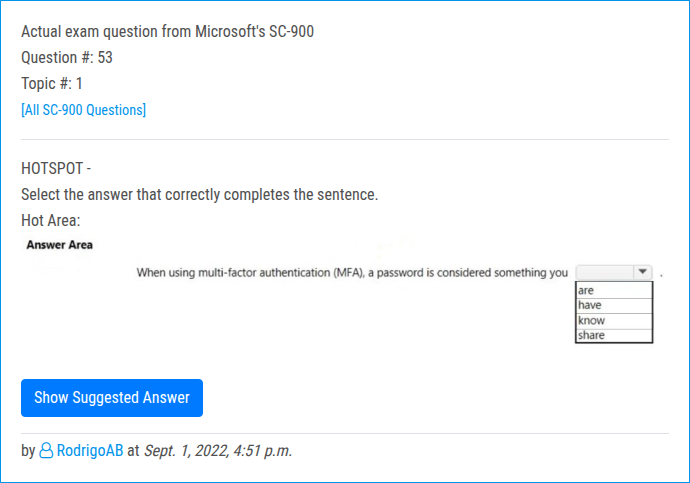 Actual exam question from Microsoft's SC-900
Question #: 53
Topic #: 1
[All SC-900 Questions]
HOTSPOT -
Select the answer that correctly completes the sentence.
Hot Area:
Answer Area
When using multi-factor authentication (MFA), a password is considered something you .
are
have
know
share
Show Suggested Answer
by RodrigoAB at Sept. 1, 2022, 4:51 p.m.